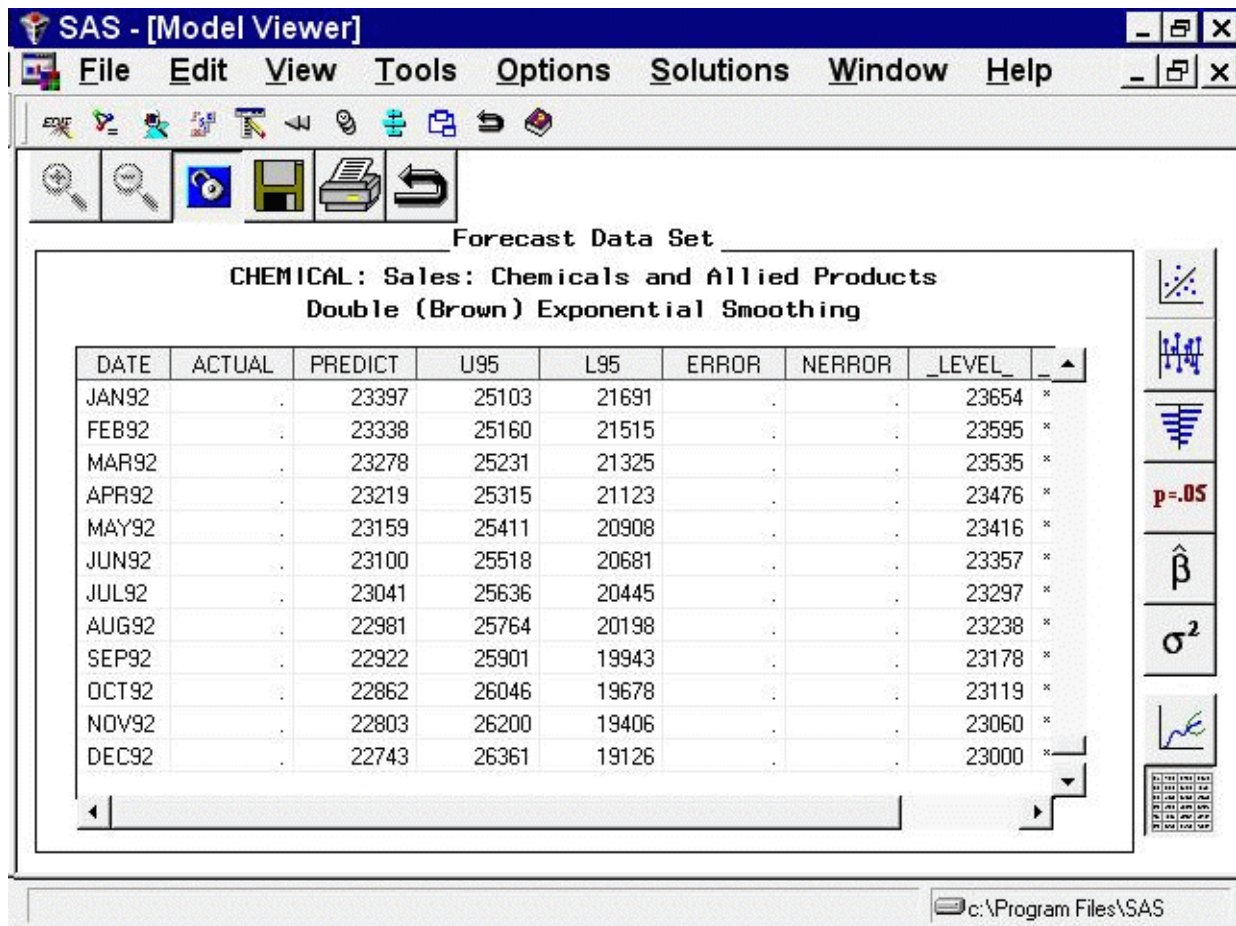 SAS - [Model Viewer]
File Edit View Tools Options Solutions Window Help
Forecast Data Set
CHEMICAL: Sales: Chemicals and Allied Products
Double (Brown) Exponential Smoothing
DATE ACTUAL PREDICT U95 L95 ERROR NERROR _LEVEL_ _
JAN92 . 23397 25103 21691 . . 23654 *
FEB92 . 23338 25160 21515 . . 23595 *
MAR92 . 23278 25231 21325 . . 23535 *
APR92 . 23219 25315 21123 . . 23476 *
MAY92 . 23159 25411 20908 . . 23416 *
JUN92 . 23100 25518 20681 . . 23357 *
JUL92 . 23041 25636 20445 . . 23297 *
AUG92 . 22981 25764 20198 . . 23238 *
SEP92 . 22922 25901 19943 . . 23178 *
OCT92 . 22862 26046 19678 . . 23119 *
NOV92 . 22803 26200 19406 . . 23060 *
DEC92 . 22743 26361 19126 . . 23000 *
p=.05
β̂
σ²
c:\Program Files\SAS